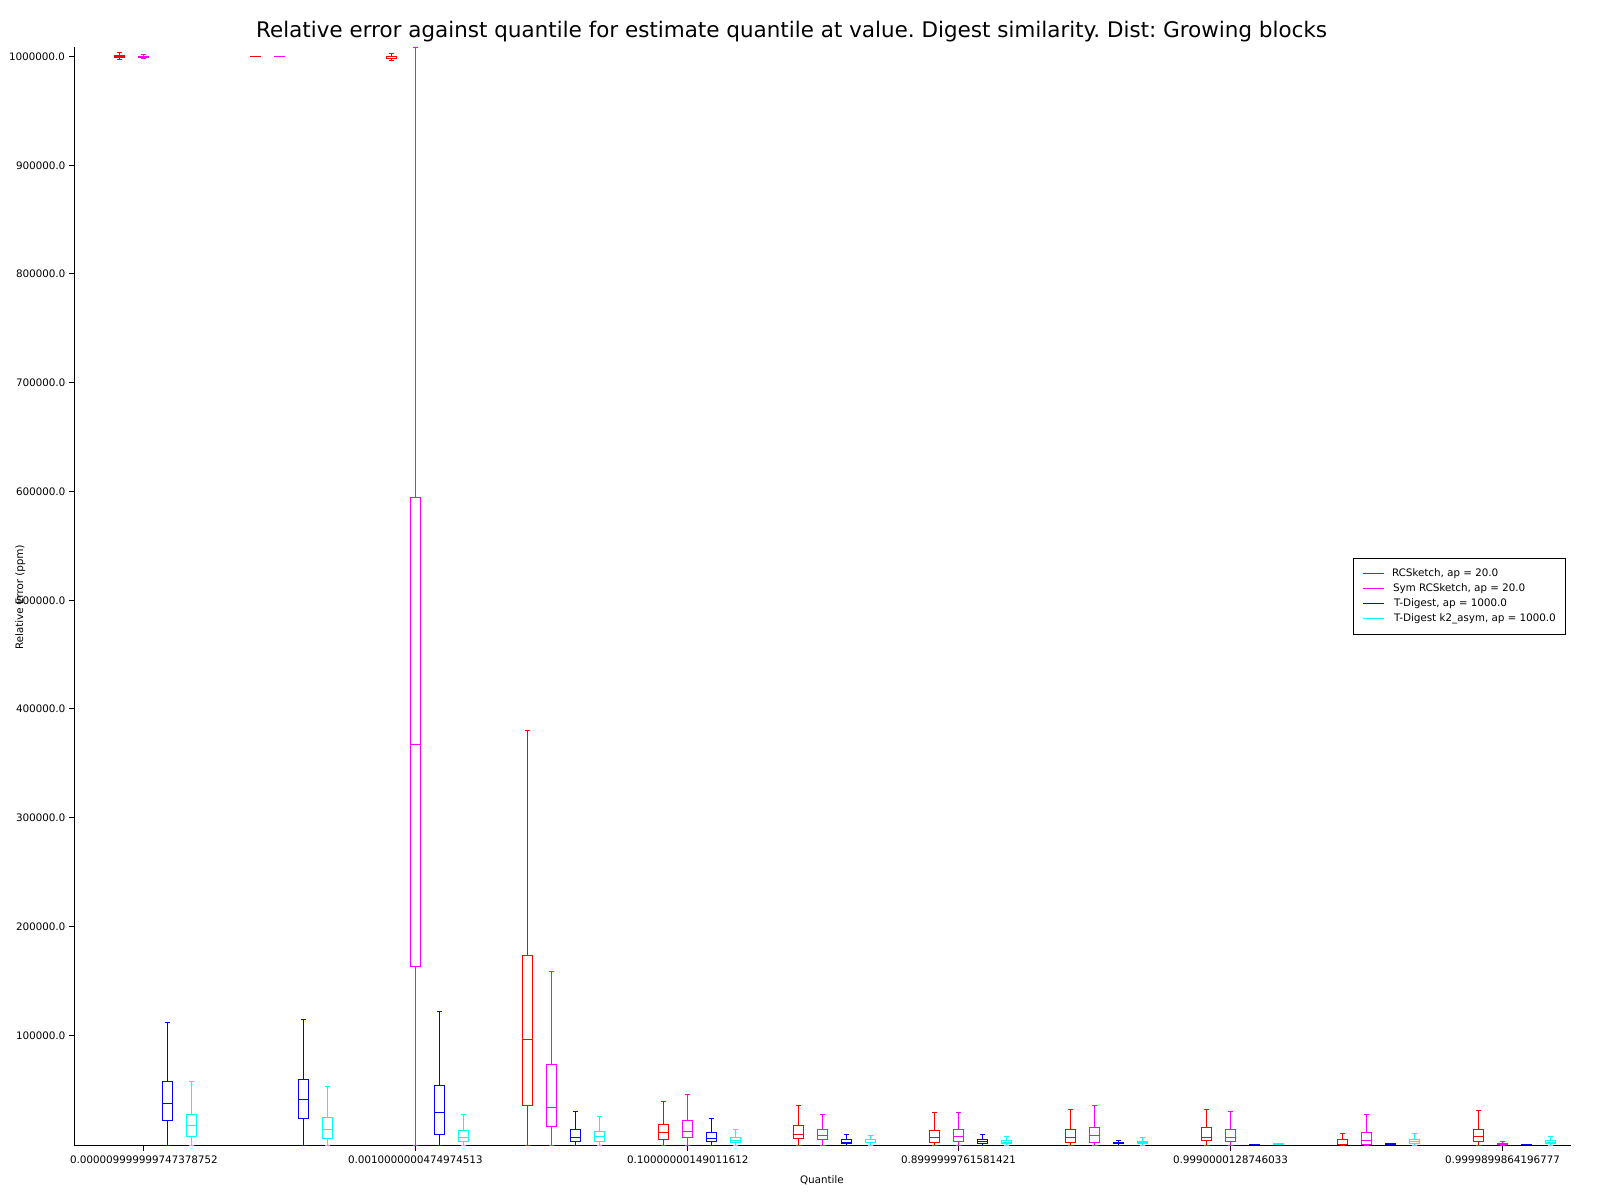 Relative error against quantile for estimate quantile at value. Digest similarity. Dist: Growing blocks
1000000.0
900000.0
800000.0
700000.0
600000.0
500000.0
400000.0
300000.0
200000.0
100000.0
Relative Error (ppm)
RCSketch, ap = 20.0
Sym RCSketch, ap = 20.0
T-Digest, ap = 1000.0
T-Digest k2_asym, ap = 1000.0
0.0000099999999747378752
0.0010000000474974513
0.10000000149011612
0.8999999761581421
0.9990000128746033
0.9999899864196777
Quantile